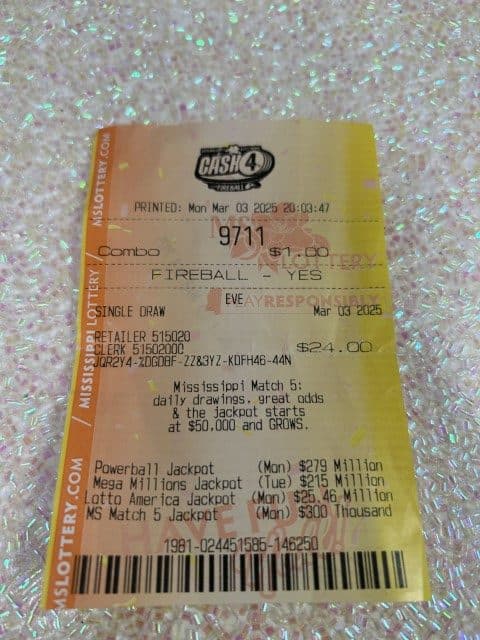 CASH 4
FIREBALL
PRINTED: Mon Mar 03 2025 20:03:47
9711
Combo $1.00
FIREBALL - YES
EVE
SINGLE DRAW Mar 03 2025
RETAILER 515020
CLERK 51502000 $24.00
Mississippi Match 5:
daily drawings, great odds
& the jackpot starts
at $50,000 and GROWS.
Powerball Jackpot (Mon) $279 Million
Mega Millions Jackpot (Tue) $215 Million
Lotto America Jackpot (Mon) $25.46 Million
MS Match 5 Jackpot (Mon) $300 Thousand
1981-024451585-146250
MSLOTTERY.COM / MISSISSIPPI LOTTERY / MSLOTTERY.COM
LOTTERY
PLAY RESPONSIBLY